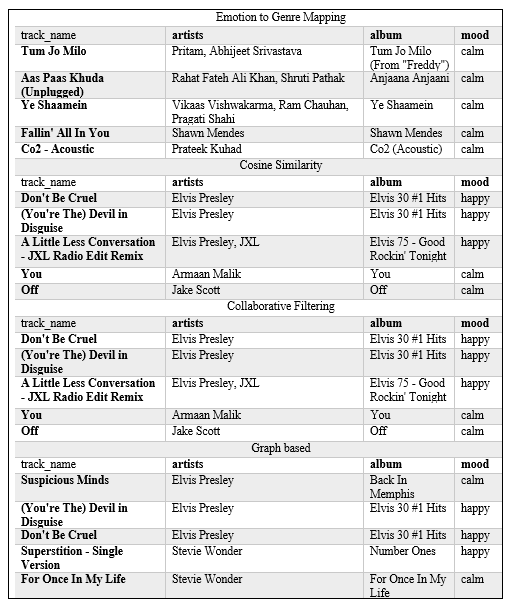 Emotion to Genre Mapping
track_name artists album mood
Tum Jo Milo Pritam, Abhijeet Srivastava Tum Jo Milo calm
(From "Freddy")
Aas Paas Khuda Rahat Fateh Ali Khan, Shruti Pathak Anjaana Anjaani calm
(Unplugged)
Ye Shaamein Vikaas Vishwakarma, Ram Chauhan, Ye Shaamein calm
Pragati Shahi
Fallin' All In You Shawn Mendes Shawn Mendes calm
Co2 - Acoustic Prateek Kuhad Co2 (Acoustic) calm
Cosine Similarity
track_name artists album mood
Don't Be Cruel Elvis Presley Elvis 30 #1 Hits happy
(You're The) Devil in Elvis Presley Elvis 30 #1 Hits happy
Disguise
A Little Less Conversation Elvis Presley, JXL Elvis 75 - Good happy
- JXL Radio Edit Remix Rockin' Tonight
You Armaan Malik You calm
Off Jake Scott Off calm
Collaborative Filtering
track_name artists album mood
Don't Be Cruel Elvis Presley Elvis 30 #1 Hits happy
(You're The) Devil in Elvis Presley Elvis 30 #1 Hits happy
Disguise
A Little Less Conversation Elvis Presley, JXL Elvis 75 - Good happy
- JXL Radio Edit Remix Rockin' Tonight
You Armaan Malik You calm
Off Jake Scott Off calm
Graph based
track_name artists album mood
Suspicious Minds Elvis Presley Back In calm
Memphis
(You're The) Devil in Elvis Presley Elvis 30 #1 Hits happy
Disguise
Don't Be Cruel Elvis Presley Elvis 30 #1 Hits happy
Superstition - Single Stevie Wonder Number Ones happy
Version
For Once In My Life Stevie Wonder For Once In My calm
Life